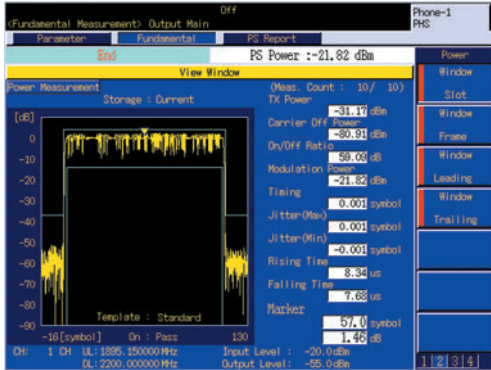 Off
<Fundamental Measurement> Output Main
Phone-1
PHS
Parameter
Fundamental
PS Report
End
PS Power :-21.82 dBm
Power
View Window
Window
Slot
Window
Frame
Window
Leading
Window
Trailing
Power Measurement
(Meas. Count : 10/ 10)
Storage : Current
TX Power
-31.17 dBm
Carrier Off Power
-80.91 dBm
On/Off Ratio
59.09 dB
Modulation Power
-21.82 dBm
Timing
0.001 symbol
Jitter(Max)
0.001 symbol
Jitter(Min)
-0.001 symbol
Rising Time
8.34 us
Falling Time
7.68 us
Marker
57.0 symbol
1.46 dB
[dB]
0
-10
-20
-30
-40
-50
-60
-70
-80
-90
Template : Standard
-16[symbol]
On : Pass
130
CH: 1 CH UL:1895.150000MHz
Input Level : -20.0dBm
DL:2200.000000MHz
Output Level : -55.0dBm
1 2 3 4